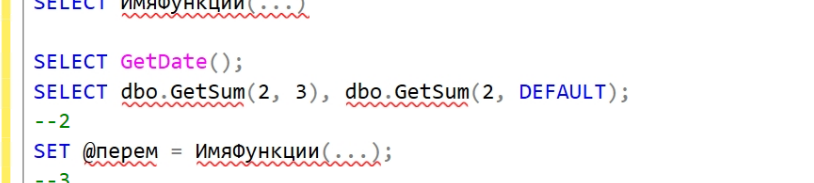 SELECT ИмяФункции(...)
SELECT GetDate();
SELECT dbo.GetSum(2, 3), dbo.GetSum(2, DEFAULT);
--2
SET @перем = ИмяФункции(...);
--3